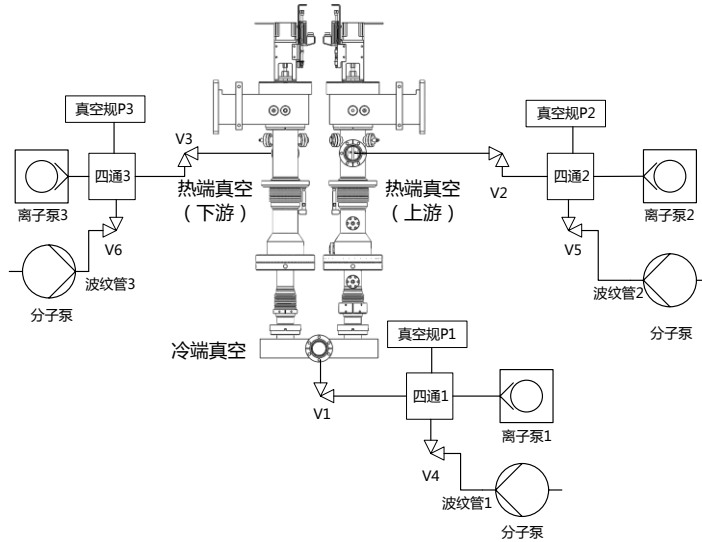 真空规P3
V3
四通3
离子泵3
热端真空
（下游）
V6
波纹管3
分子泵
热端真空
（上游）
真空规P2
V2
四通2
离子泵2
V5
波纹管2
分子泵
冷端真空
真空规P1
四通1
V1
离子泵1
V4
波纹管1
分子泵